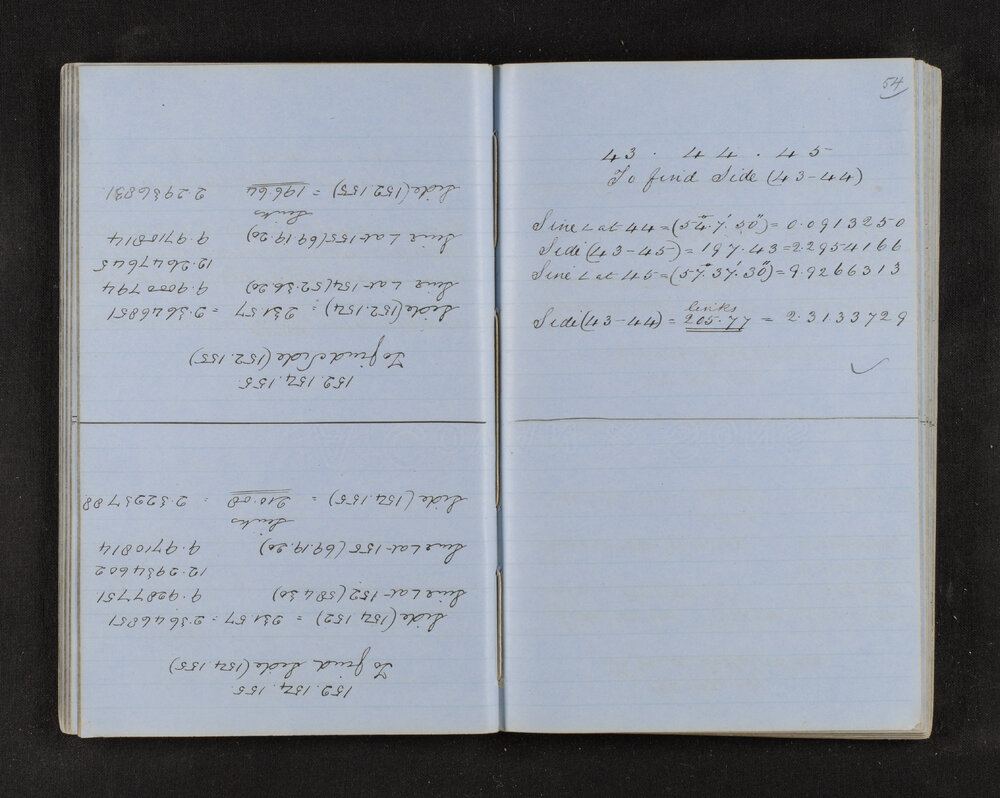 152.154.155
To find Side (154.155)
Side (154 152) = 231.57 = 2.3646851
Sine ∠ at 152 (58 4 30) 9.9287751
12.2934602
Sine ∠ at 155 (69.19.20) 9.9710814
links
Side (154.155) = 210.08 = 2.3223788
152.154.155
To find Side (152.155)
Side (152.154) = 231.57 = 2.3646851
Sine ∠ at 154 (52.36.20) 9.9000794
12.2647645
Sine ∠ at 155 (69.19.20) 9.9710814
links
Side (152.155) = 196.64 2.2936831
54
43 . 44 . 45
To find Side (43-44)
Sine ∠ at 44 = (54°.7'.50") = 0.0913250
Side (43-45) = 197.43 = 2.2954166
Sine ∠ at 45 = (57°.37'.30") = 9.9266313
links
Side (43-44) = 205.77 = 2.3133729